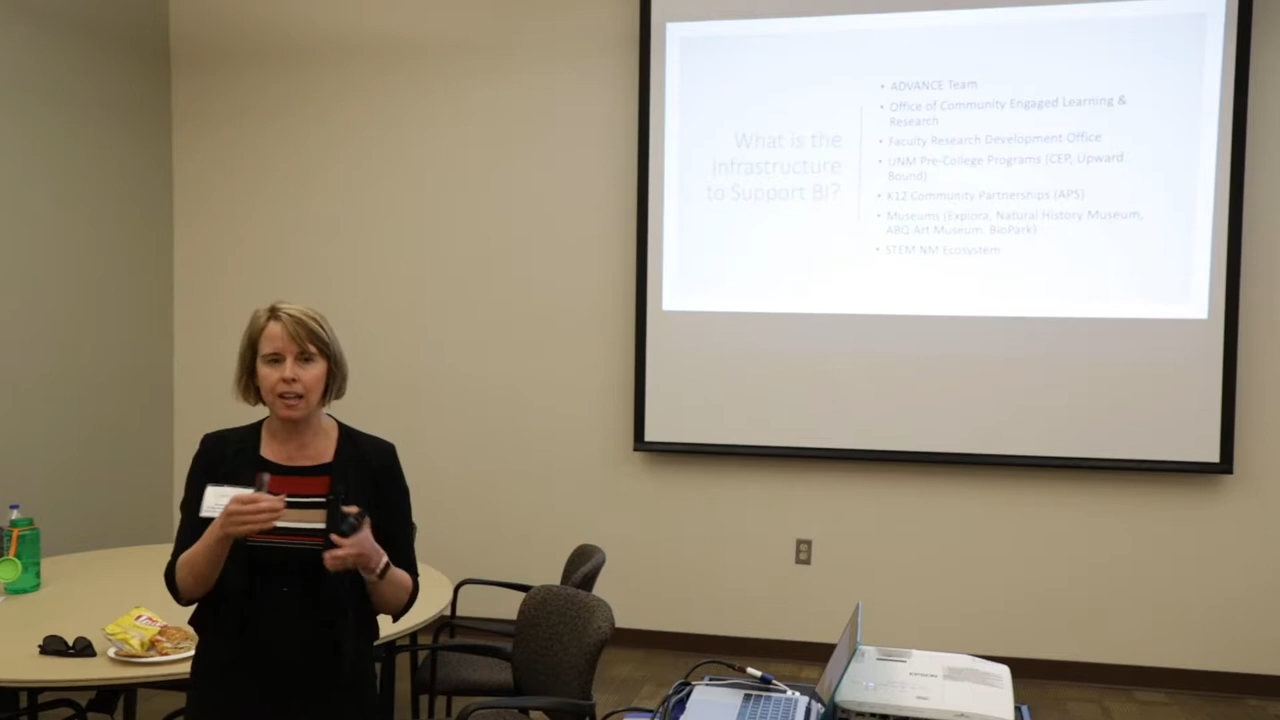 What is the
Infrastructure
to Support BI?
• ADVANCE Team
• Office of Community Engaged Learning &
Research
• Faculty Research Development Office
• UNM Pre-College Programs (CEP, Upward
Bound)
• K12 Community Partnerships (APS)
• Museums (Explora, Natural History Museum,
ABQ Art Museum, BioPark)
• STEM NM Ecosystem
EPSON